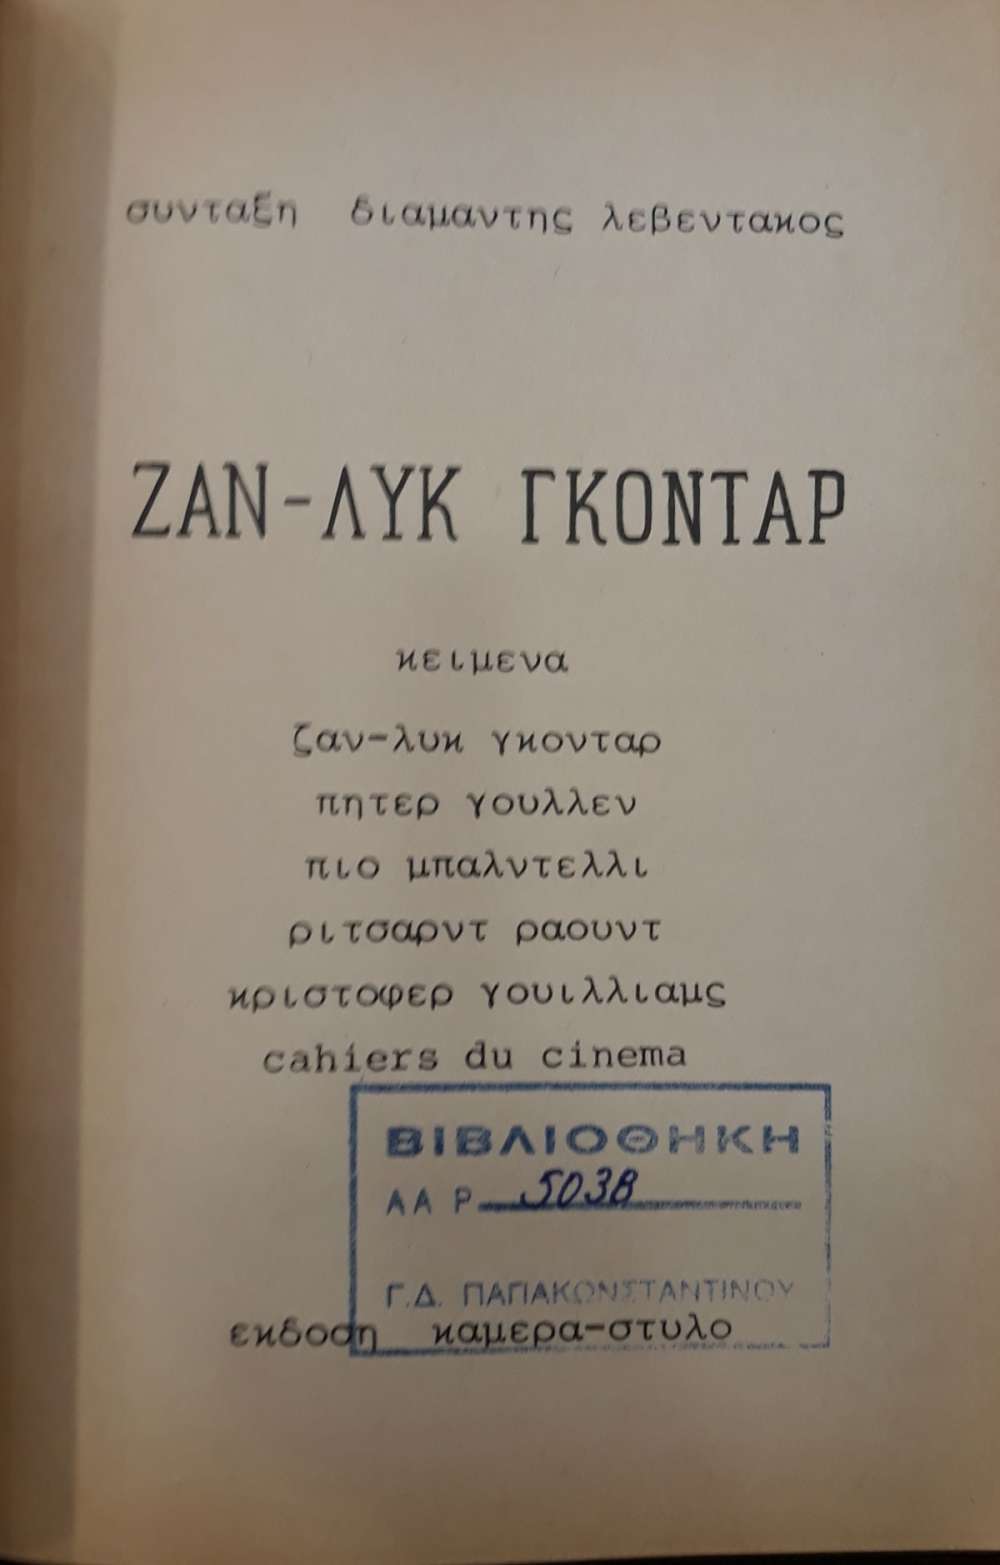 συνταξη διαμαντης λεβεντακος
ΖΑΝ-ΛΥΚ ΓΚΟΝΤΑΡ
κειμενα
ζαν-λυκ γκονταρ
πητερ γουλλεν
πιο μπαλντελλι
ριτσαρντ ραουντ
κριστοφερ γουιλλιαμς
cahiers du cinema
ΒΙΒΛΙΟΘΗΚΗ
ΑΑ Ρ 5038
Γ.Δ. ΠΑΠΑΚΩΝΣΤΑΝΤΙΝΟΥ
εκδοση καμερα-στυλο